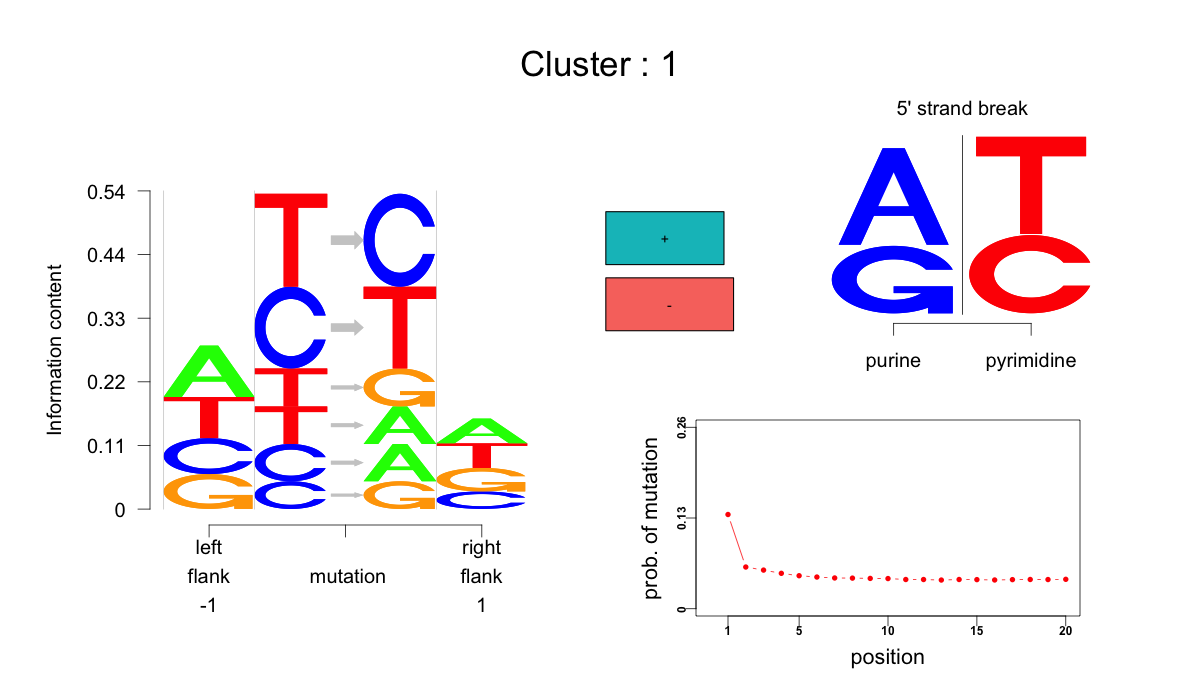 Cluster : 1
5' strand break
Information content
0.54
0.44
0.33
0.22
0.11
0
A
T
C
G
T
C
T
T
C
C
C
T
G
A
A
G
A
T
G
C
left
flank
-1
mutation
right
flank
1
+
-
A
G
T
C
purine
pyrimidine
prob. of mutation
0.26
0.13
0
1
5
10
15
20
position